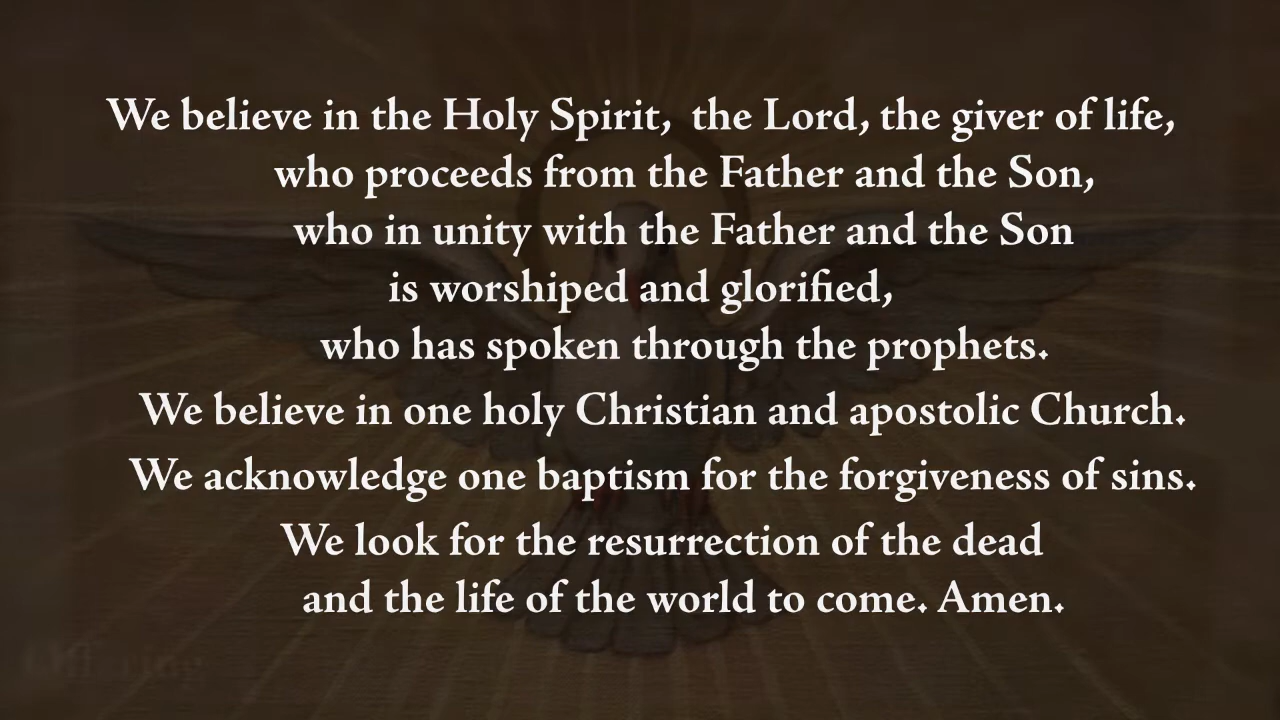 We believe in the Holy Spirit, the Lord, the giver of life,
who proceeds from the Father and the Son,
who in unity with the Father and the Son
is worshiped and glorified,
who has spoken through the prophets.
We believe in one holy Christian and apostolic Church.
We acknowledge one baptism for the forgiveness of sins.
We look for the resurrection of the dead
and the life of the world to come. Amen.